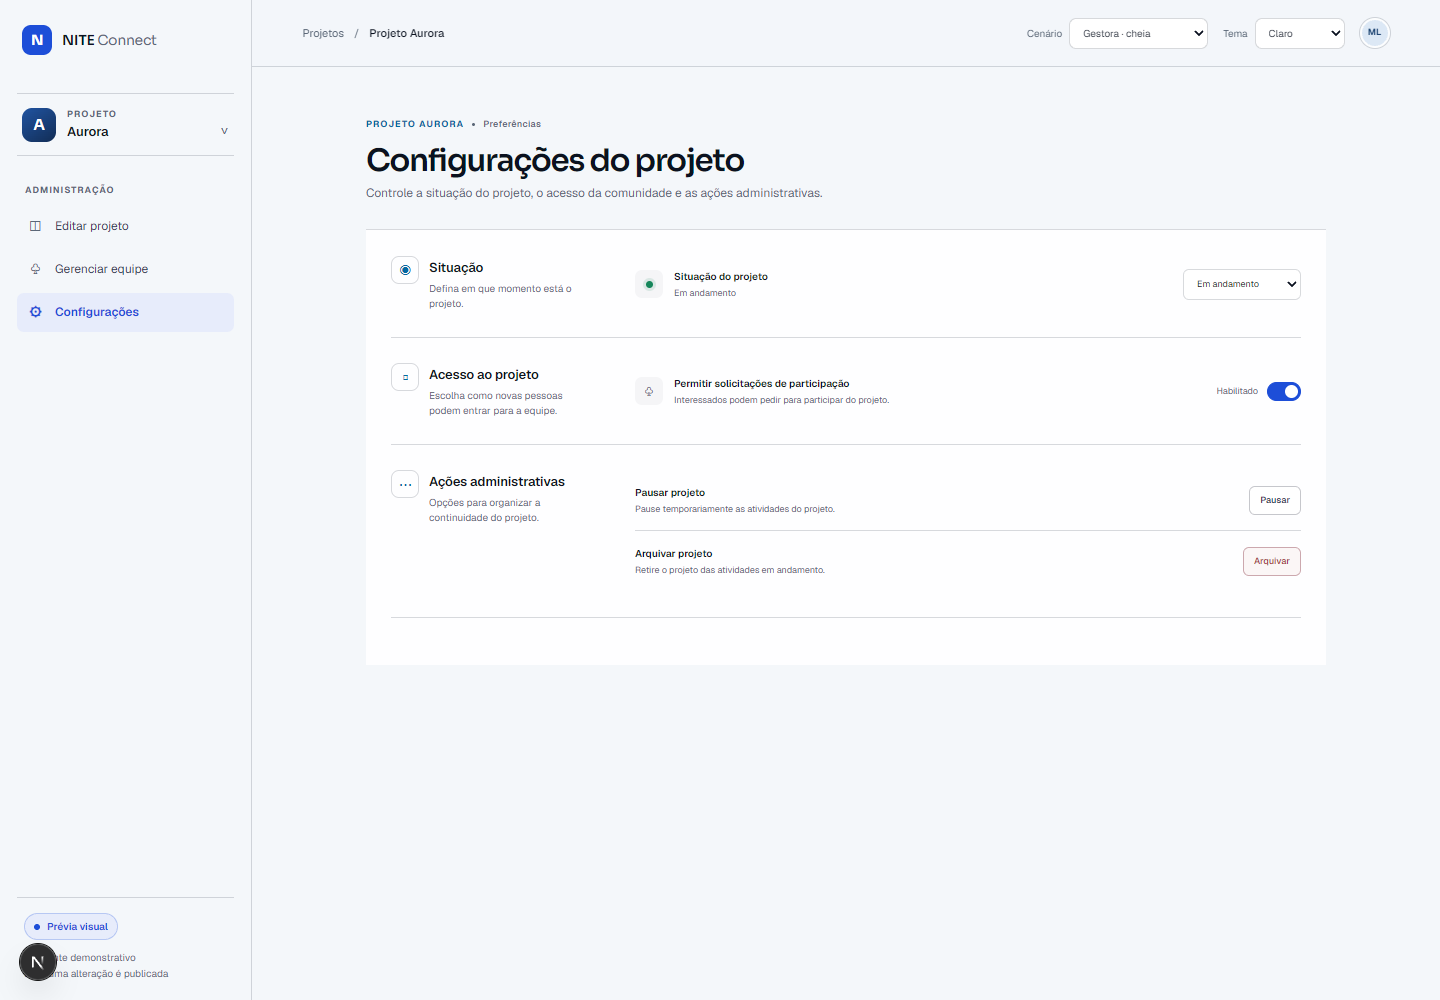 N NITE Connect
A PROJETO
Aurora v
ADMINISTRAÇÃO
Editar projeto
Gerenciar equipe
Configurações
Prévia visual
demonstrativo
alteração é publicada
N
Projetos / Projeto Aurora
Cenário Gestora · cheia Tema Claro ML
PROJETO AURORA • Preferências
Configurações do projeto
Controle a situação do projeto, o acesso da comunidade e as ações administrativas.
Situação
Defina em que momento está o
projeto.
Situação do projeto
Em andamento
Em andamento
Acesso ao projeto
Escolha como novas pessoas
podem entrar para a equipe.
Permitir solicitações de participação
Interessados podem pedir para participar do projeto.
Habilitado
Ações administrativas
Opções para organizar a
continuidade do projeto.
Pausar projeto
Pause temporariamente as atividades do projeto.
Pausar
Arquivar projeto
Retire o projeto das atividades em andamento.
Arquivar